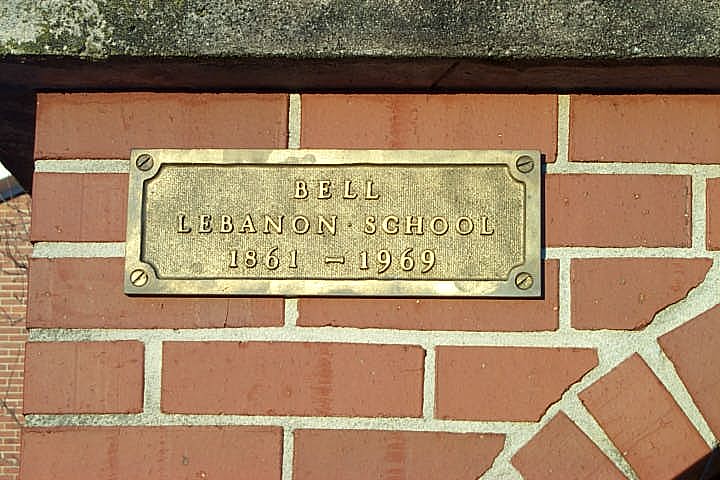 BELL
LEBANON · SCHOOL
1861 — 1969